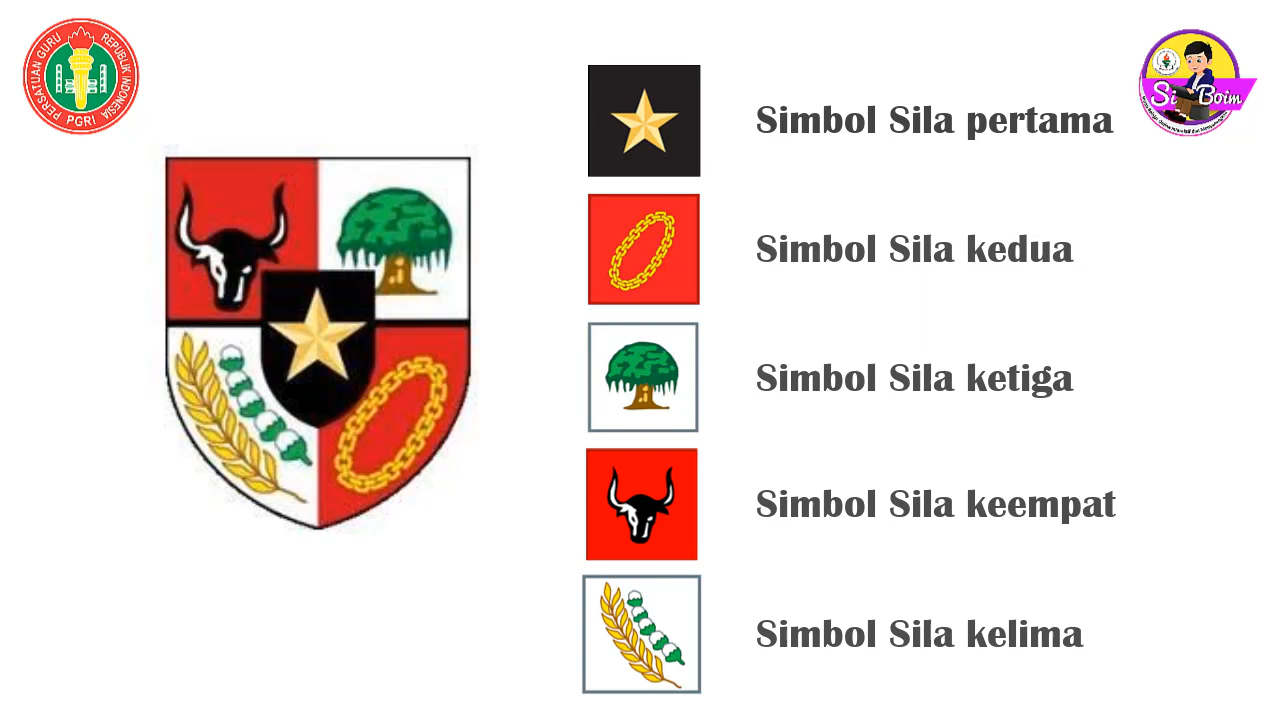 PERSATUAN GURU REPUBLIK INDONESIA
PGRI
Si Boim
Simbol Sila pertama
Simbol Sila kedua
Simbol Sila ketiga
Simbol Sila keempat
Simbol Sila kelima